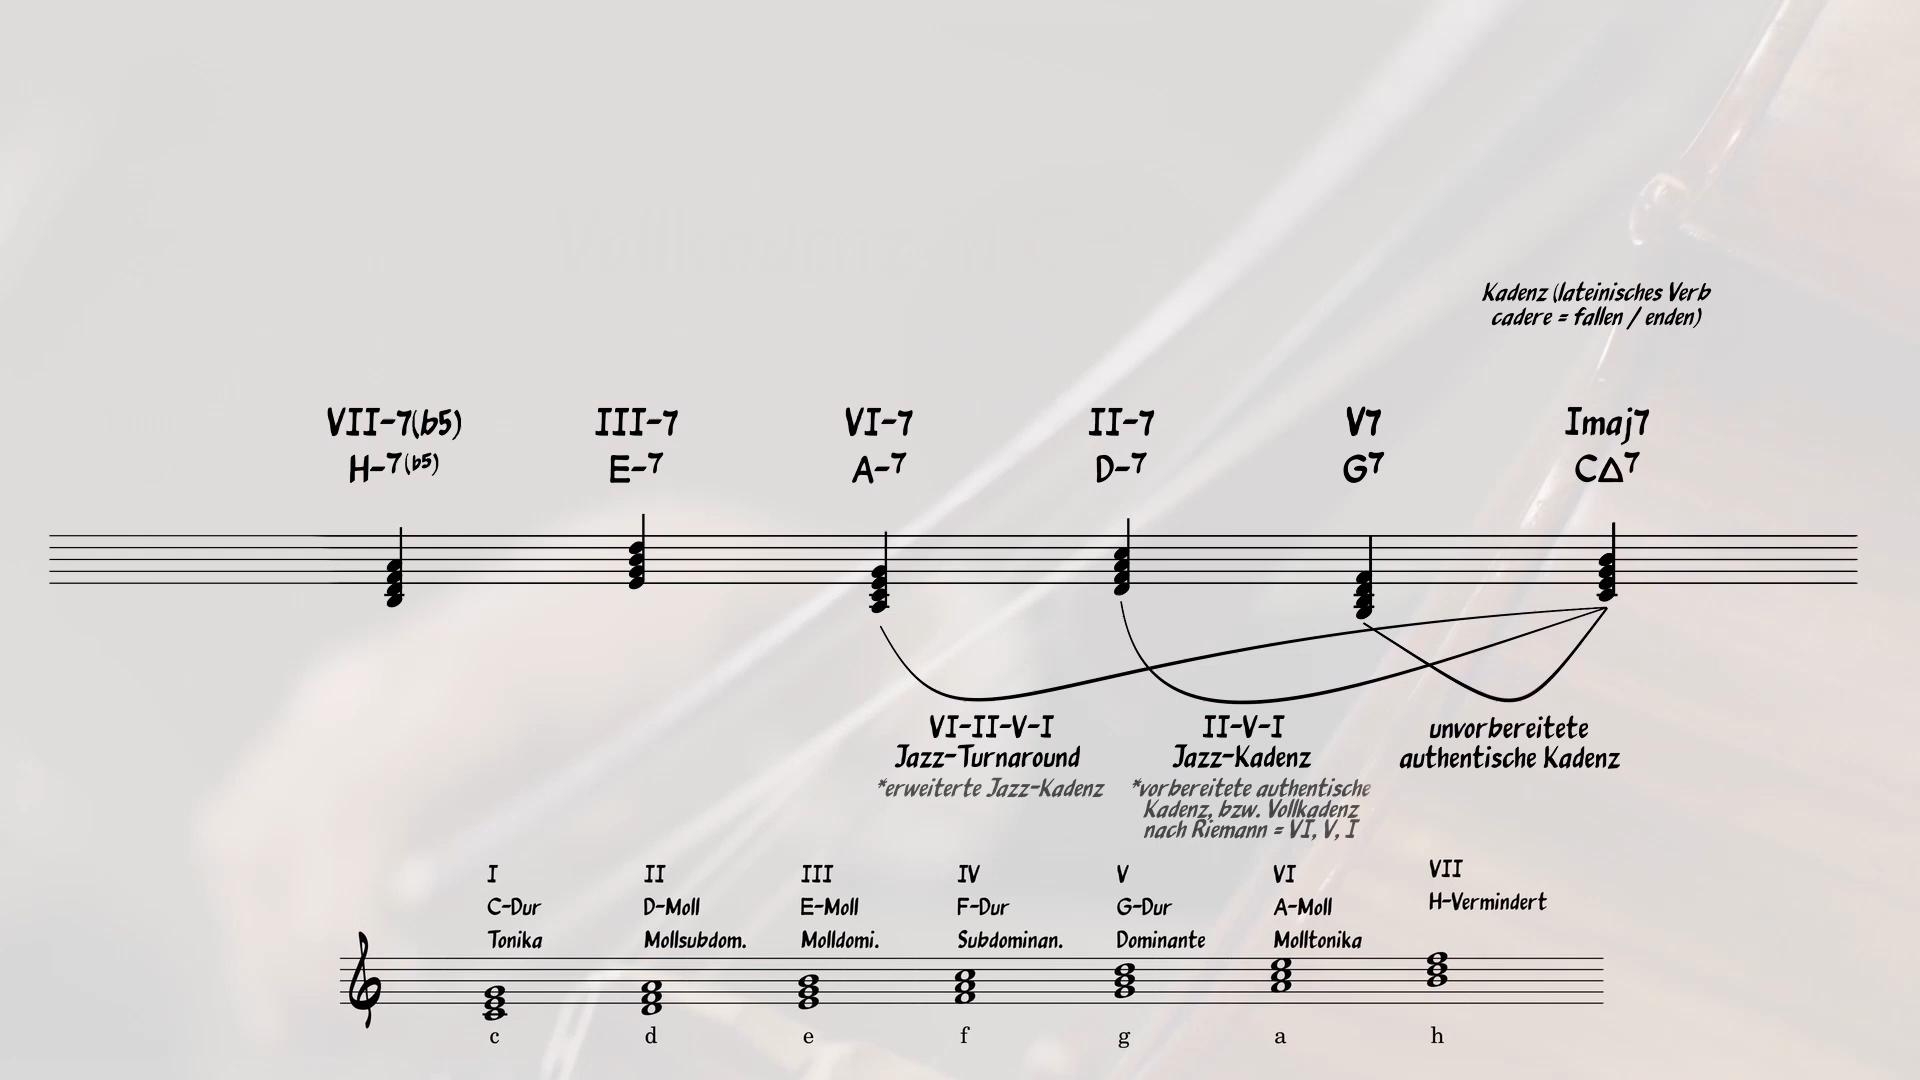 Kadenz (lateinisches Verb
cadere = fallen / enden)
VII-7(b5) III-7 VI-7 II-7 V7 Imaj7
H-7(b5) E-7 A-7 D-7 G7 C△7
VI-II-V-I
Jazz-Turnaround
*erweiterte Jazz-Kadenz
II-V-I
Jazz-Kadenz
*vorbereitete authentische
Kadenz, bzw. Vollkadenz
nach Riemann = VI, V, I
unvorbereitete
authentische Kadenz
I II III IV V VI VII
C-Dur D-Moll E-Moll F-Dur G-Dur A-Moll H-Vermindert
Tonika Mollsubdom. Molldomi. Subdominan. Dominante Molltonika
c d e f g a h